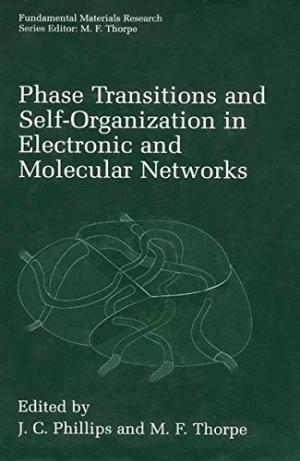 Fundamental Materials Research
Series Editor: M. F. Thorpe
Phase Transitions and
Self-Organization in
Electronic and
Molecular Networks
Edited by
J. C. Phillips and M. F. Thorpe